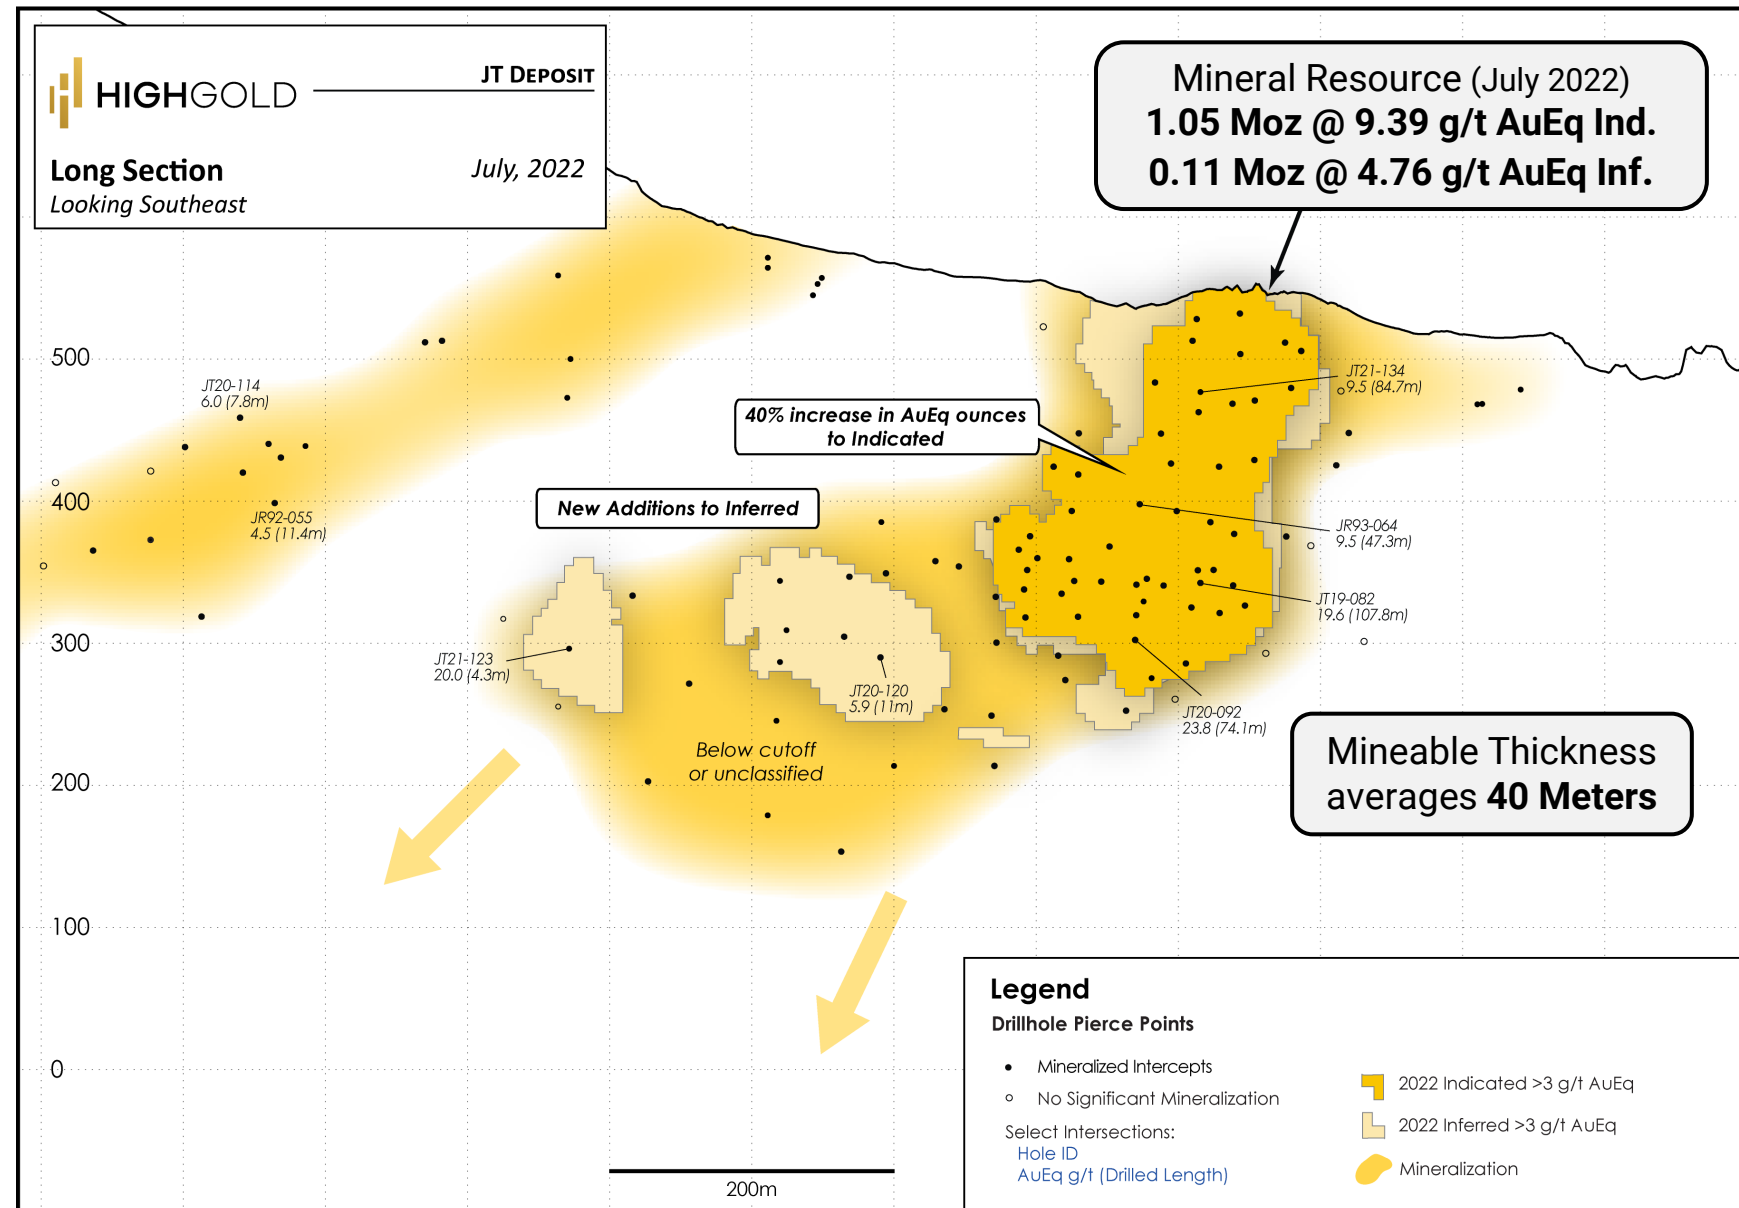 HIGHGOLD
JT DEPOSIT
Long Section
July, 2022
Looking Southeast
Mineral Resource (July 2022)
1.05 Moz @ 9.39 g/t AuEq Ind.
0.11 Moz @ 4.76 g/t AuEq Inf.
500
400
300
200
100
0
JT20-114
6.0 (7.8m)
JR92-055
4.5 (11.4m)
40% increase in AuEq ounces
to Indicated
New Additions to Inferred
JT21-134
9.5 (84.7m)
JR93-064
9.5 (47.3m)
JT19-082
19.6 (107.8m)
JT21-123
20.0 (4.3m)
JT20-120
5.9 (11m)
JT20-092
23.8 (74.1m)
Below cutoff
or unclassified
Mineable Thickness
averages 40 Meters
200m
Legend
Drillhole Pierce Points
Mineralized Intercepts
No Significant Mineralization
Select Intersections:
Hole ID
AuEq g/t (Drilled Length)
2022 Indicated >3 g/t AuEq
2022 Inferred >3 g/t AuEq
Mineralization